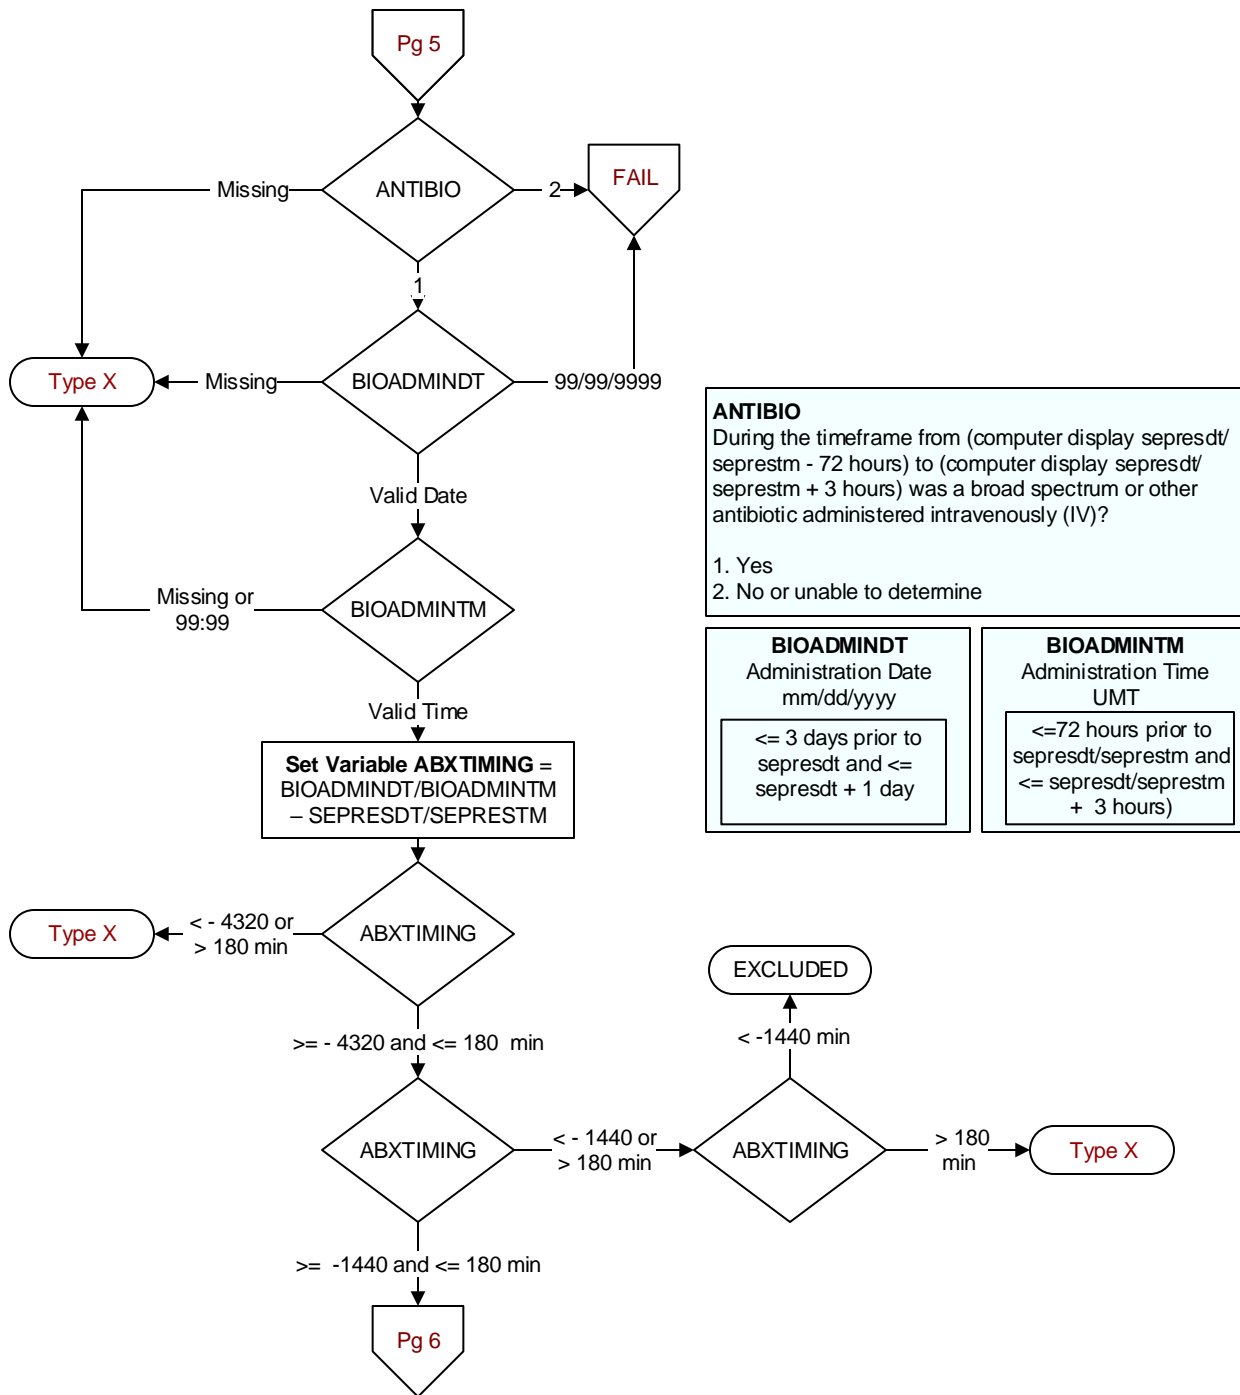 Pg 5
ANTIBIO
Missing
2
FAIL
1
Type X
Missing
BIOADMINDT
99/99/9999
Valid Date
Missing or
99:99
BIOADMINTM
Valid Time
Set Variable ABXTIMING =
BIOADMINDT/BIOADMINTM
– SEPRESDT/SEPRESTM
Type X
< - 4320 or
> 180 min
ABXTIMING
>= - 4320 and <= 180 min
ABXTIMING
< - 1440 or
> 180 min
ABXTIMING
EXCLUDED
< -1440 min
> 180
min
Type X
>= -1440 and <= 180 min
Pg 6
ANTIBIO
During the timeframe from (computer display sepresdt/
seprestm - 72 hours) to (computer display sepresdt/
seprestm + 3 hours) was a broad spectrum or other
antibiotic administered intravenous (IV)?
1. Yes
2. No or unable to determine
BIOADMINDT
Administration Date
mm/dd/yyyy
<= 3 days prior to
sepresdt and <=
sepresdt + 1 day
BIOADMINTM
Administration Time
UMT
<=72 hours prior to
sepresdt/seprestm and
<= sepresdt/seprestm
+ 3 hours)